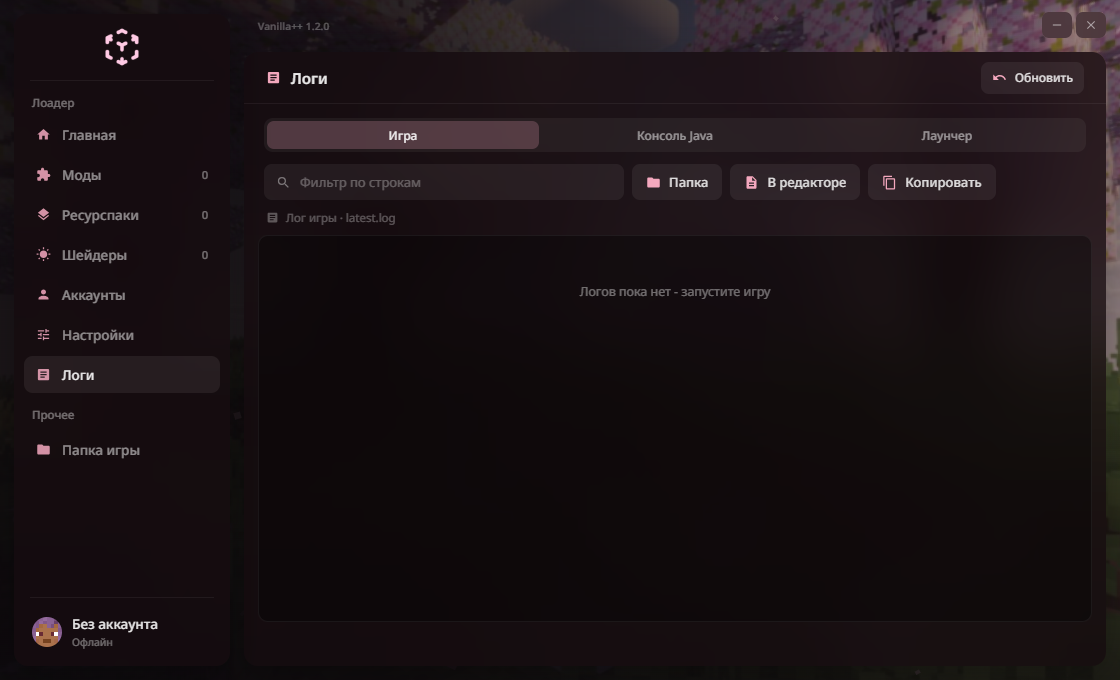 Vanilla++ 1.2.0
Лоадер
Главная
Моды 0
Ресурспаки 0
Шейдеры 0
Аккаунты
Настройки
Логи
Прочее
Папка игры
Без аккаунта
Офлайн
Логи
Обновить
Игра Консоль Java Лаунчер
Фильтр по строкам Папка В редакторе Копировать
Лог игры · latest.log
Логов пока нет - запустите игру